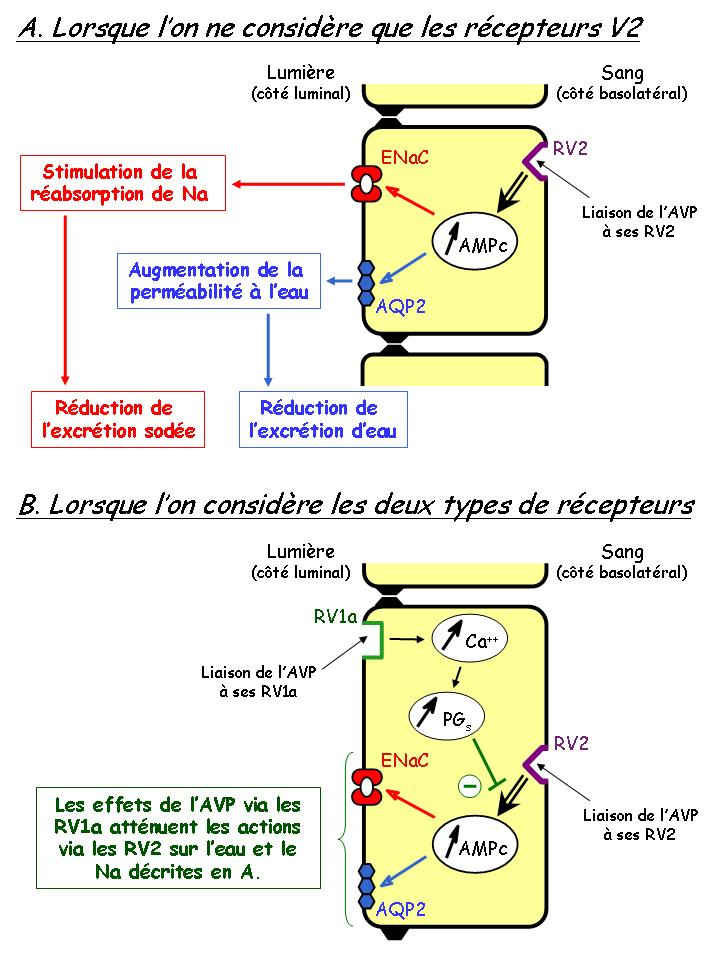 A. Lorsque l'on ne considère que les récepteurs V2
Lumière
(côté luminal)
Sang
(côté basolatéral)
ENaC
RV2
Stimulation de la
réabsorption de Na
Liaison de l'AVP
à ses RV2
AMPc
Augmentation de la
perméabilité à l'eau
AQP2
Réduction de
l'excrétion sodée
Réduction de
l'excrétion d'eau
B. Lorsque l'on considère les deux types de récepteurs
Lumière
(côté luminal)
Sang
(côté basolatéral)
RV1a
Ca++
Liaison de l'AVP
à ses RV1a
PGs
RV2
ENaC
Les effets de l'AVP via les
RV1a atténuent les actions
via les RV2 sur l'eau et le
Na décrites en A.
Liaison de l'AVP
à ses RV2
AMPc
AQP2